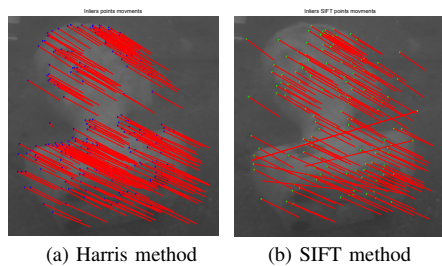 Inliers points movments
Inliers SIFT points movments
(a) Harris method
(b) SIFT method